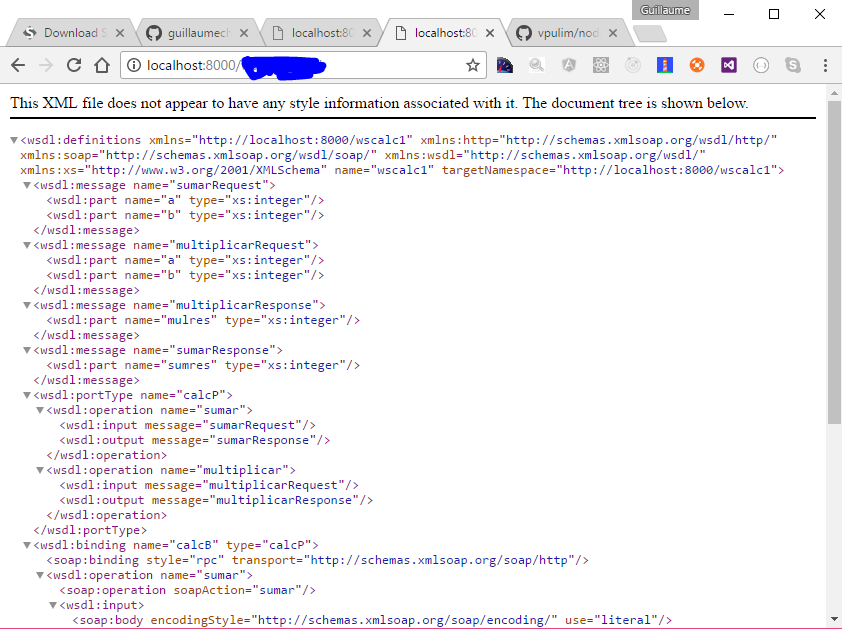 Guillaume
Download S
guillaumech
localhost:80
localhost:80
vpulim/nod
localhost:8000/
This XML file does not appear to have any style information associated with it. The document tree is shown below.
▼<wsdl:definitions xmlns="http://localhost:8000/wscalc1" xmlns:http="http://schemas.xmlsoap.org/wsdl/http/"
xmlns:soap="http://schemas.xmlsoap.org/wsdl/soap/" xmlns:wsdl="http://schemas.xmlsoap.org/wsdl/"
xmlns:xs="http://www.w3.org/2001/XMLSchema" name="wscalc1" targetNamespace="http://localhost:8000/wscalc1">
▼<wsdl:message name="sumarRequest">
<wsdl:part name="a" type="xs:integer"/>
<wsdl:part name="b" type="xs:integer"/>
</wsdl:message>
▼<wsdl:message name="multiplicarRequest">
<wsdl:part name="a" type="xs:integer"/>
<wsdl:part name="b" type="xs:integer"/>
</wsdl:message>
▼<wsdl:message name="multiplicarResponse">
<wsdl:part name="mulres" type="xs:integer"/>
</wsdl:message>
▼<wsdl:message name="sumarResponse">
<wsdl:part name="sumres" type="xs:integer"/>
</wsdl:message>
▼<wsdl:portType name="calcP">
▼<wsdl:operation name="sumar">
<wsdl:input message="sumarRequest"/>
<wsdl:output message="sumarResponse"/>
</wsdl:operation>
▼<wsdl:operation name="multiplicar">
<wsdl:input message="multiplicarRequest"/>
<wsdl:output message="multiplicarResponse"/>
</wsdl:operation>
</wsdl:portType>
▼<wsdl:binding name="calcB" type="calcP">
<soap:binding style="rpc" transport="http://schemas.xmlsoap.org/soap/http"/>
▼<wsdl:operation name="sumar">
<soap:operation soapAction="sumar"/>
▼<wsdl:input>
<soap:body encodingStyle="http://schemas.xmlsoap.org/soap/encoding/" use="literal"/>